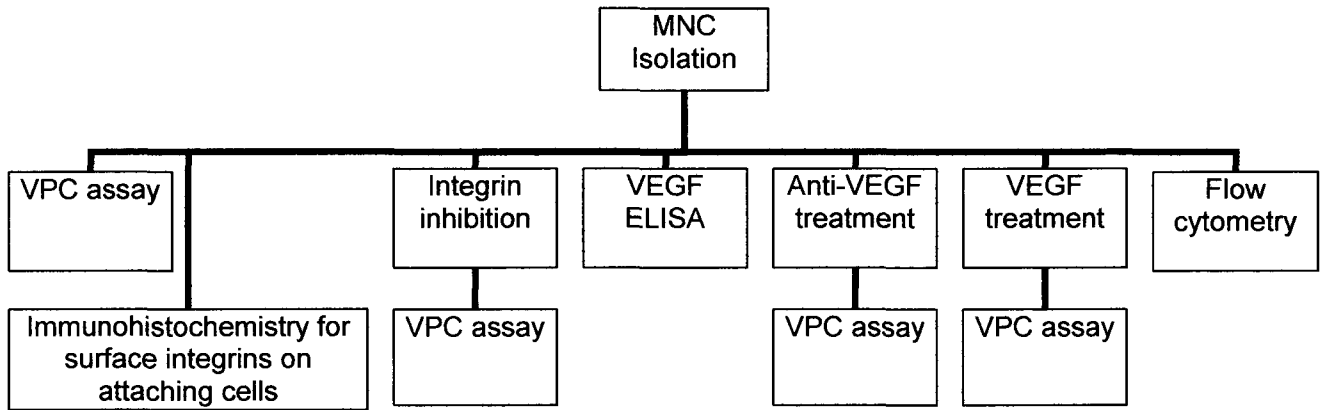 MNC
Isolation
VPC assay
Integrin
inhibition
VEGF
ELISA
Anti-VEGF
treatment
VEGF
treatment
Flow
cytometry
Immunohistochemistry for
surface integrins on
attaching cells
VPC assay
VPC assay
VPC assay